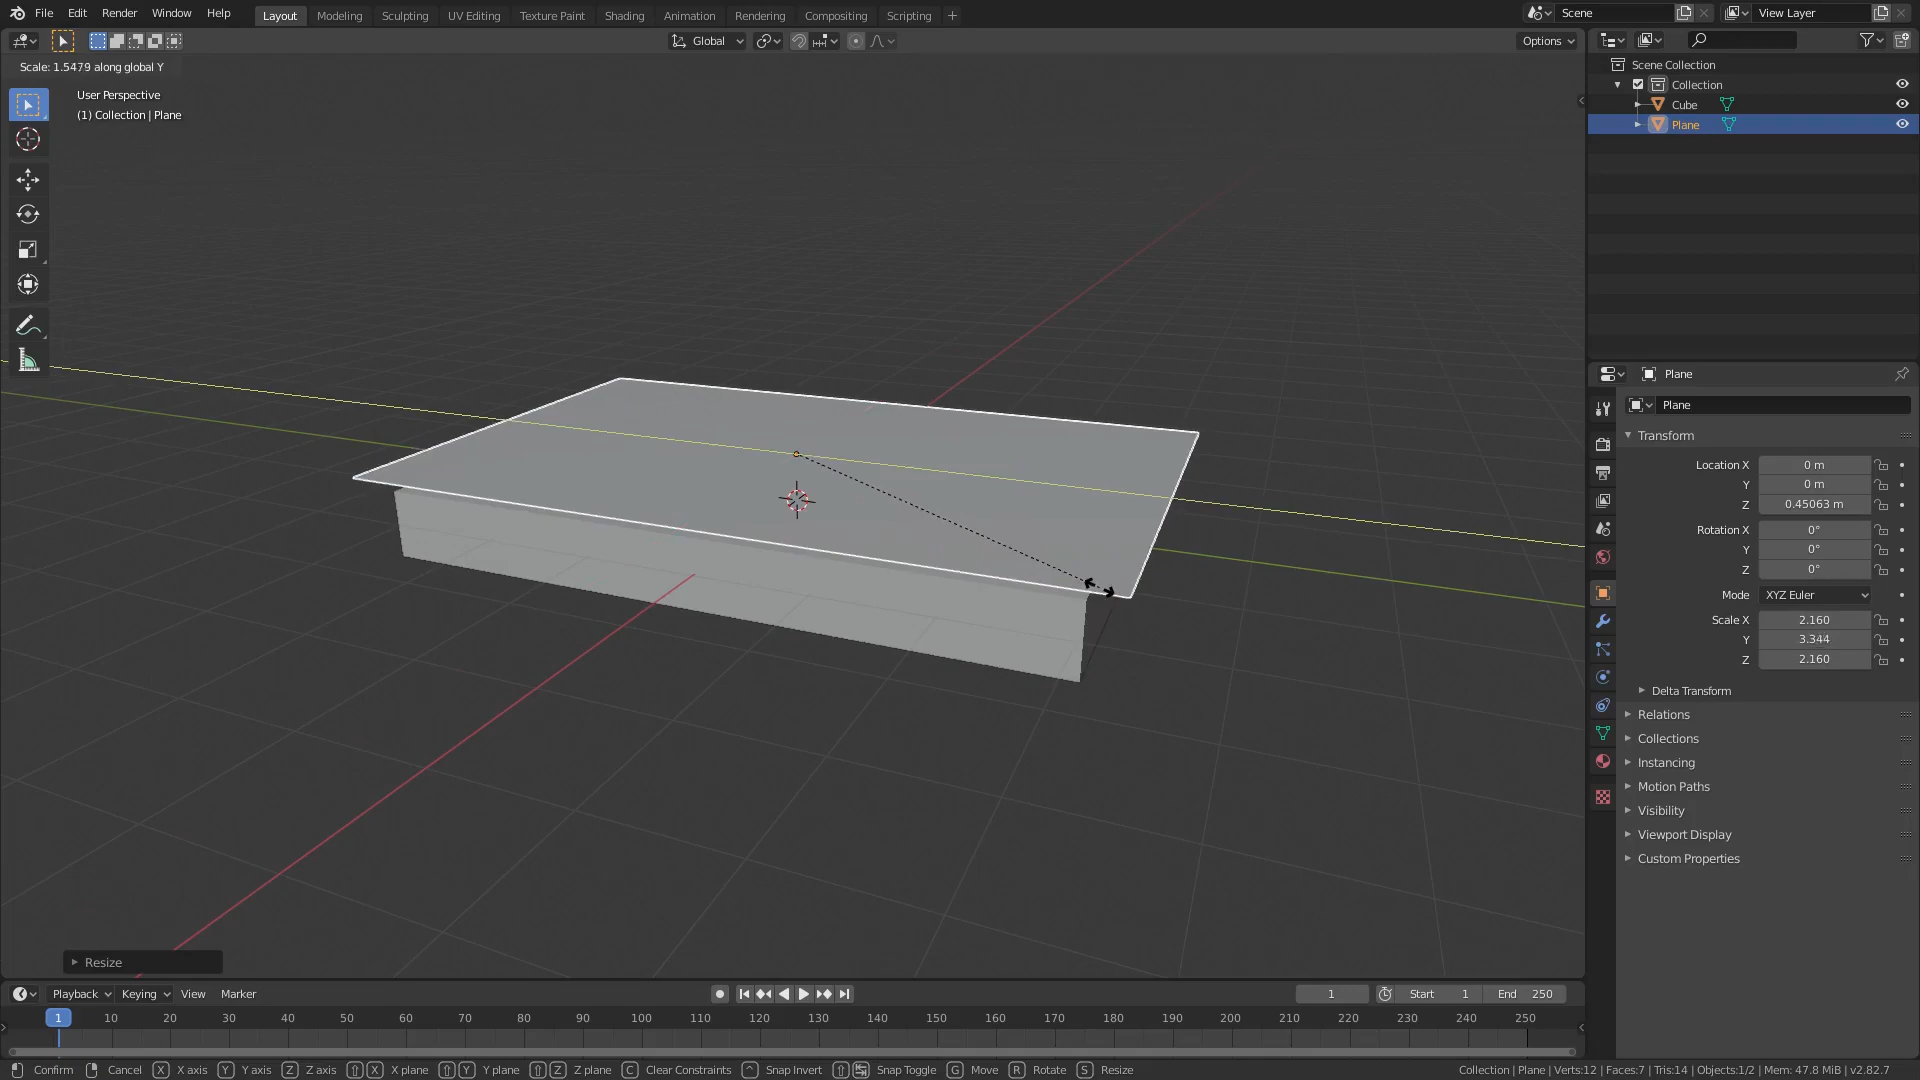 File Edit Render Window Help Layout Modeling Sculpting UV Editing Texture Paint Shading Animation Rendering Compositing Scripting + Scene View Layer
Global Options
Scale: 1.5479 along global Y
User Perspective
(1) Collection | Plane
Scene Collection
Collection
Cube
Plane
Plane
Plane
Transform
Location X 0 m
Y 0 m
Z 0.45063 m
Rotation X 0°
Y 0°
Z 0°
Mode XYZ Euler
Scale X 2.160
Y 3.344
Z 2.160
Delta Transform
Relations
Collections
Instancing
Motion Paths
Visibility
Viewport Display
Custom Properties
Resize
Playback Keying View Marker 1 Start 1 End 250
1 10 20 30 40 50 60 70 80 90 100 110 120 130 140 150 160 170 180 190 200 210 220 230 240 250
Confirm Cancel X X axis Y Y axis Z Z axis X X plane Y Y plane Z Z plane C Clear Constraints ^ Snap Invert Snap Toggle G Move R Rotate S Resize Collection | Plane | Verts:12 | Faces:7 | Tris:14 | Objects:1/2 | Mem: 47.8 MiB | v2.82.7